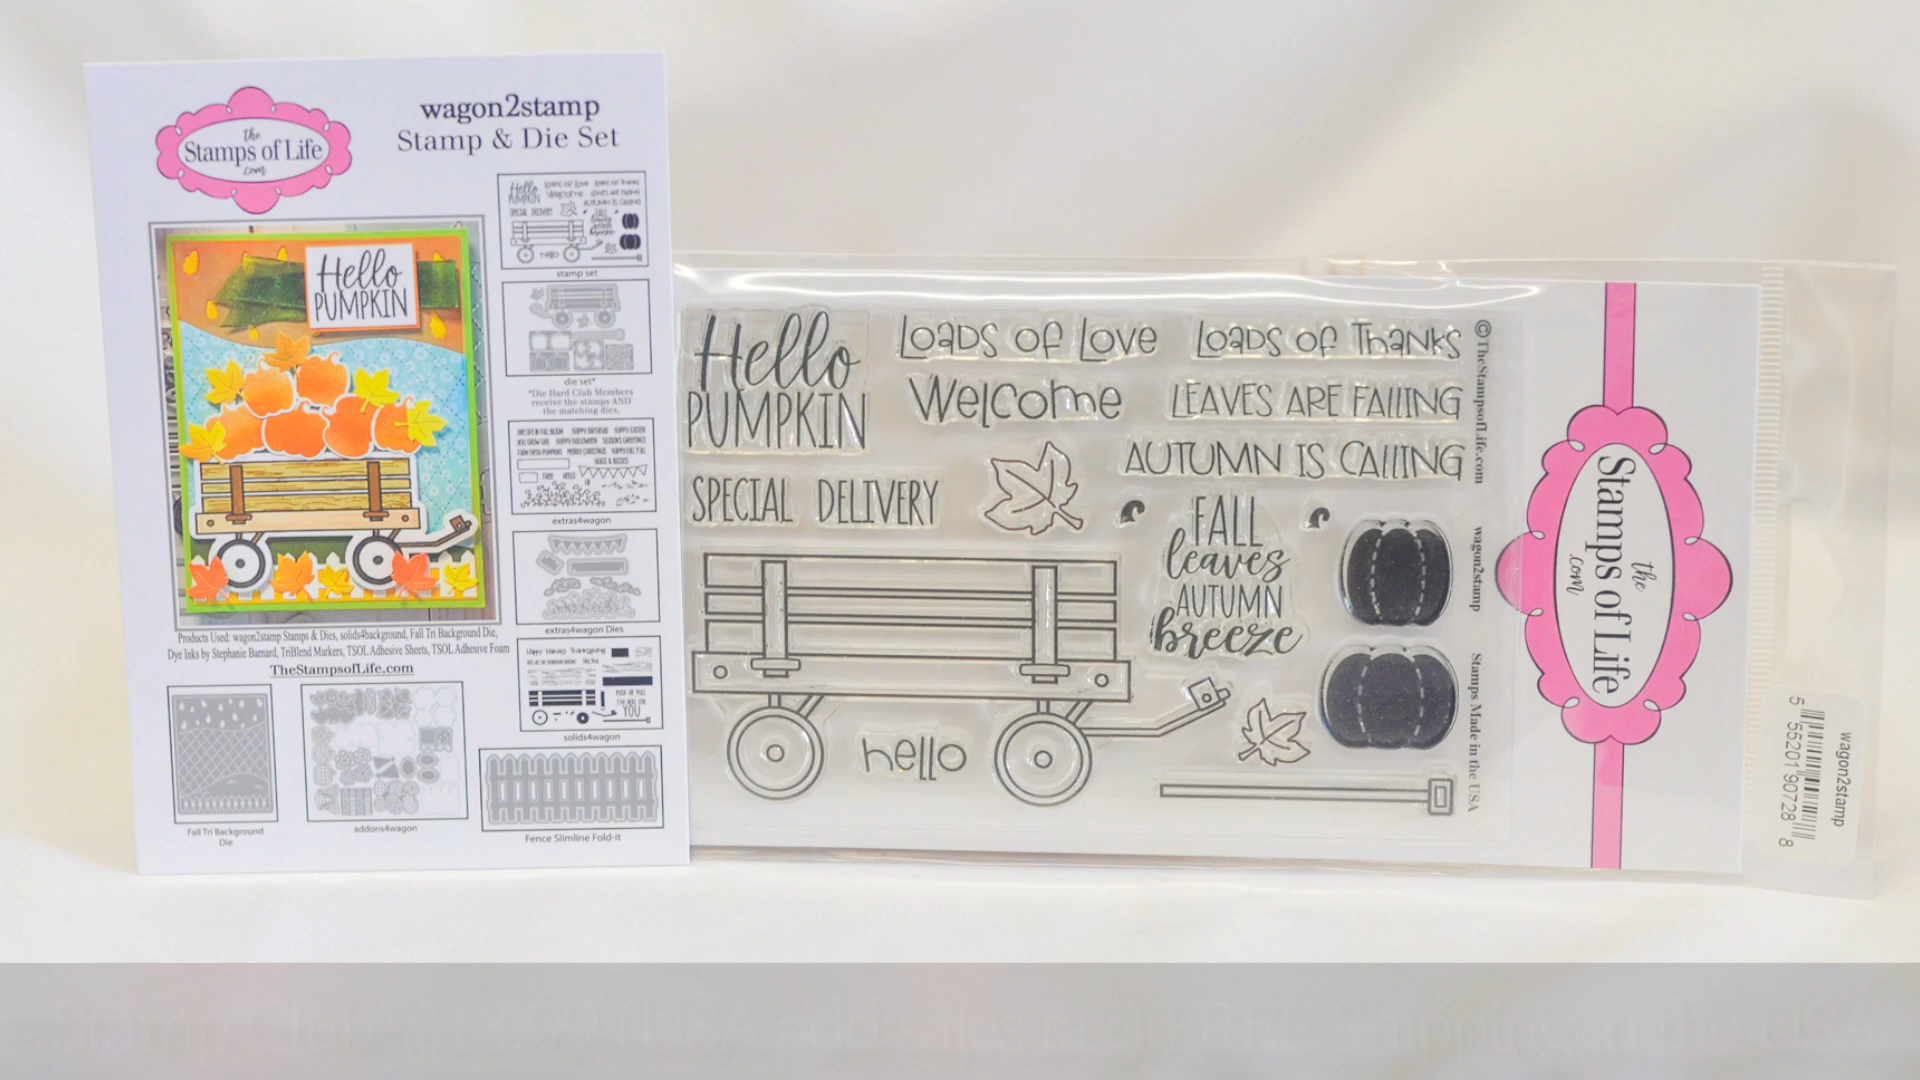 the
Stamps of Life
.com
wagon2stamp
Stamp & Die Set
Hello
PUMPKIN
stamp set
die set*
*Die Hard Club Members
receive the stamps AND
the matching dies.
extras4wagon
extras4wagon Dies
solids4wagon
Fence Slimline Fold-it
Products Used: wagon2stamp Stamps & Dies, solids4background, Fall Tri Background Die,
Dye Inks by Stephanie Barnard, TriBlend Markers, TSOL Adhesive Sheets, TSOL Adhesive Foam
TheStampsofLife.com
Fall Tri Background
Die
addons4wagon
Hello
PUMPKIN
Loads of Love
Loads of Thanks
Welcome
LEAVES ARE FALLING
AUTUMN IS CALLING
SPECIAL DELIVERY
FALL
leaves
AUTUMN
breeze
hello
©TheStampsofLife.com
wagon2stamp
Stamps Made in the USA
the
Stamps of Life
.com
wagon2stamp
5 55201 90728 8